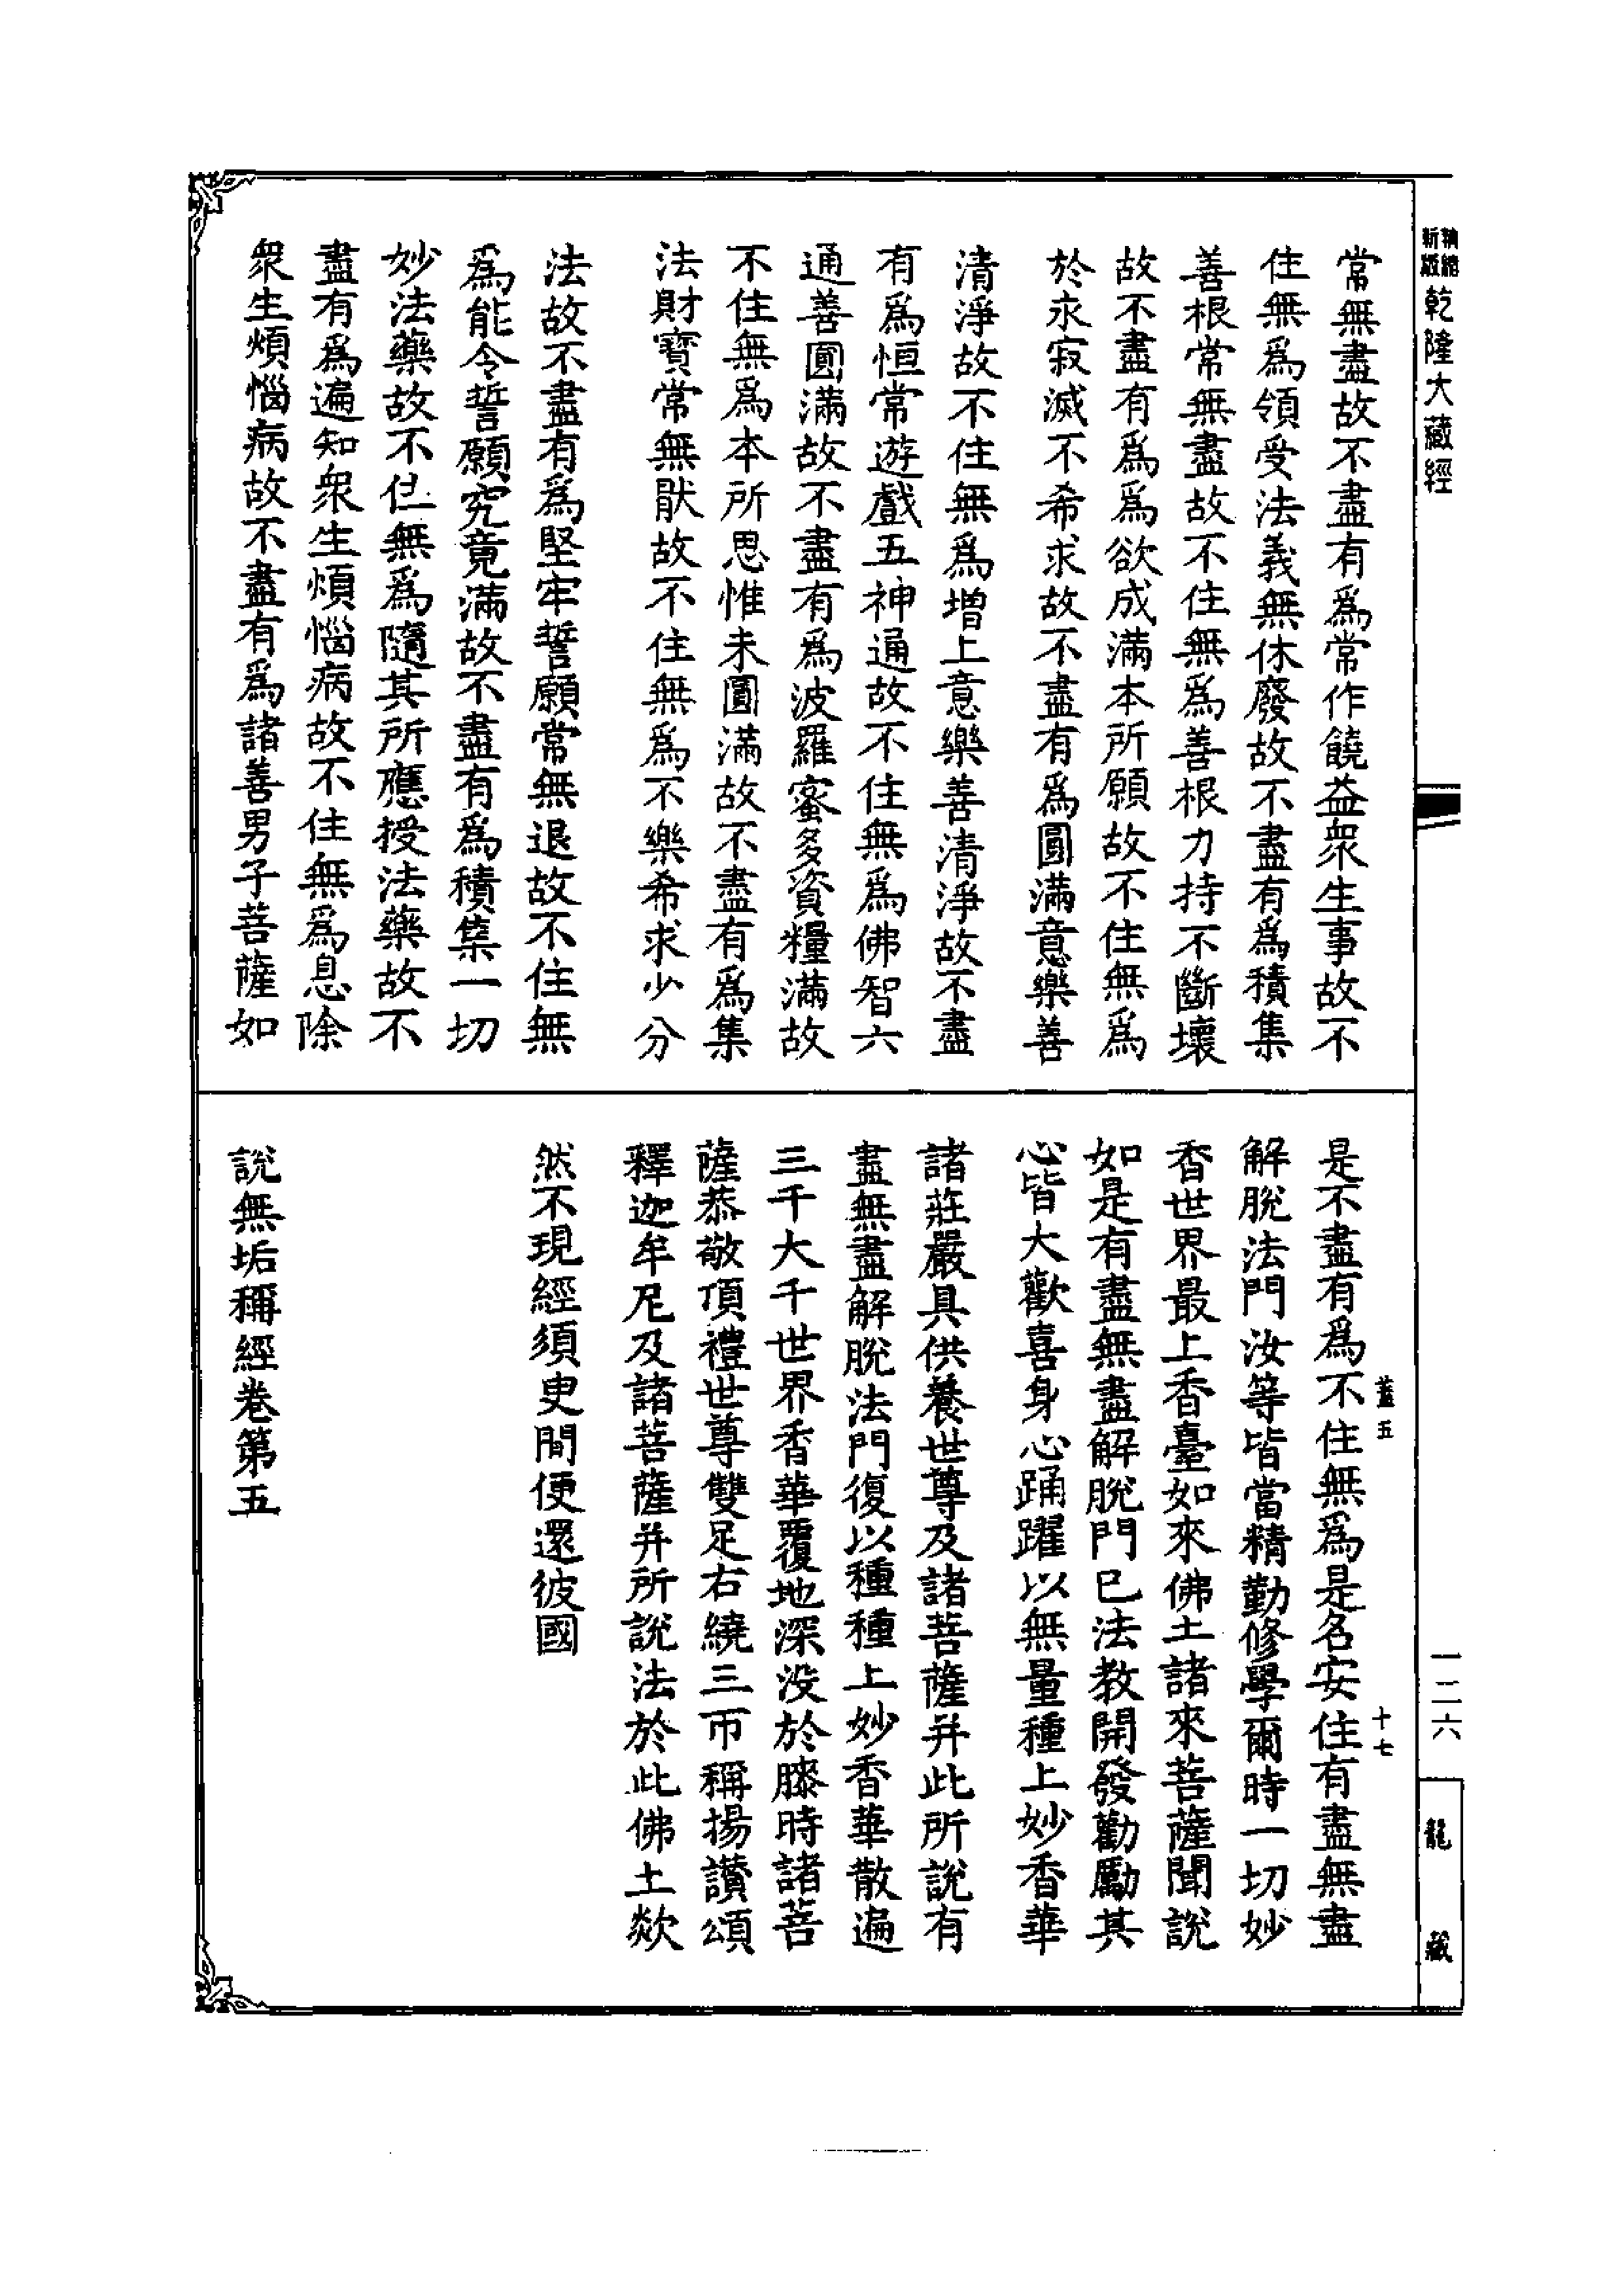 新版
乾隆大藏經
常無盡故不盡有爲常作饒益衆生事故不
住無爲領受法義無休廢故不盡有爲積集
善根常無盡故不住無爲善根力持不斷壞
故不盡有爲爲欲成滿本所願故不住無爲
於永寂滅不希求故不盡有爲圓滿意樂善
清淨故不住無爲增上意樂善清淨故不盡
有爲恒常遊戲五神通故不住無爲佛智六
通善圓滿故不盡有爲波羅蜜多資糧滿故
不住無爲本所思惟未圓滿故不盡有爲集
法財寶常無猒故不住無爲不樂希求少分
法故不盡有爲堅牢誓願常無退故不住無
爲能令誓願究竟滿故不盡有爲積集一切
妙法藥故不住無爲隨其所應授法藥故不
盡有爲遍知衆生煩惱病故不住無爲息除
衆生煩惱病故不盡有爲諸善男子菩薩如
是不盡有爲不住無爲是名安住有盡無盡
解脫法門汝等皆當精勤修學爾時一切妙
香世界最上香臺如來佛土諸來菩薩聞說
如是有盡無盡解脫門已法教開發勸勵其
心皆大歡喜身心踊躍以無量種上妙香華
諸莊嚴具供養世尊及諸菩薩并此所說有
盡無盡解脫法門復以種種上妙香華散遍
三千大千世界香華覆地深没於膝時諸菩
薩恭敬頂禮世尊雙足右繞三帀稱揚讚頌
釋迦牟尼及諸菩薩并所說法於此佛土欻
然不現經須史間便還彼國
說無垢稱經卷第五
蓋五
十七
一二六
龍藏